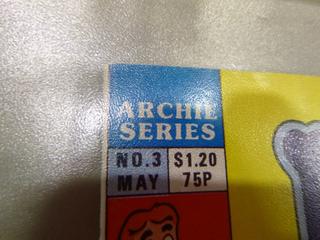 ARCHIE
SERIES
NO.3 $1.20
MAY 75P